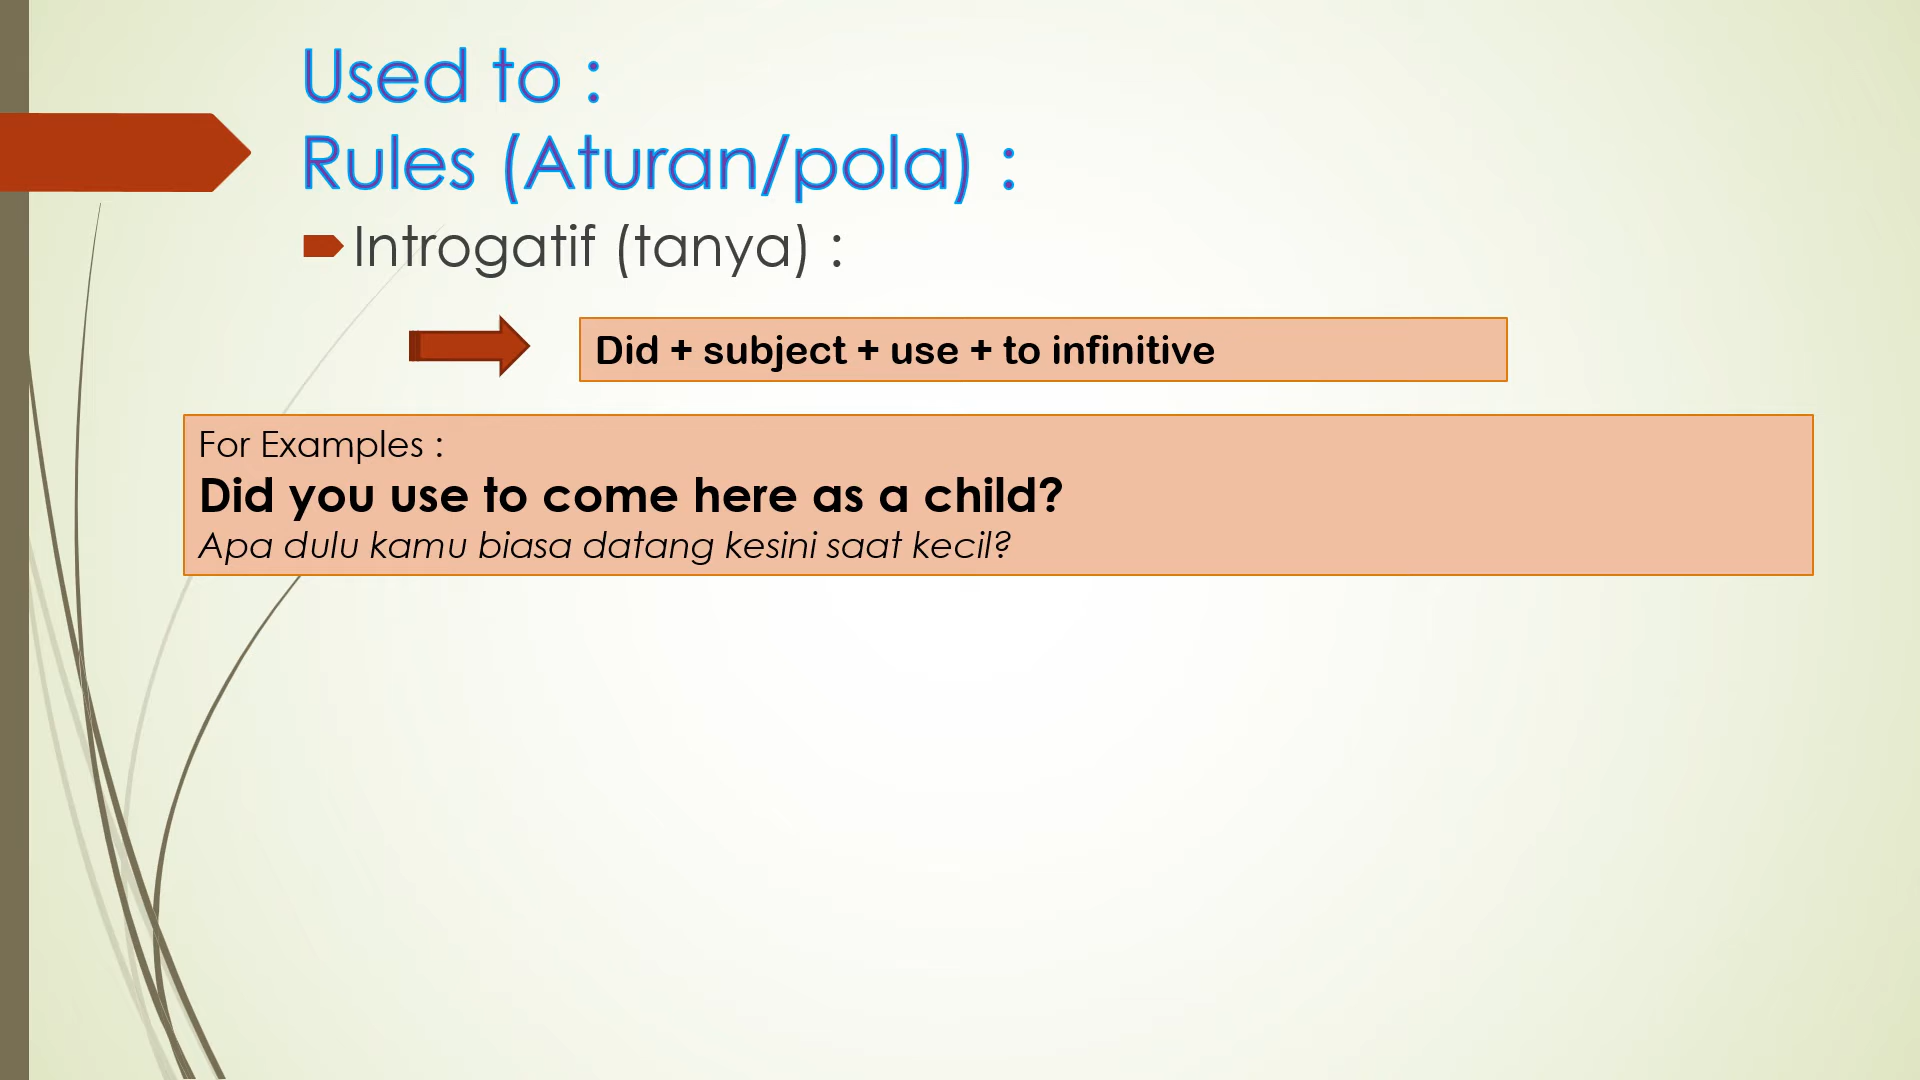 Used to :
Rules (Aturan/pola) :
Introgatif (tanya) :
Did + subject + use + to infinitive
For Examples :
Did you use to come here as a child?
Apa dulu kamu biasa datang kesini saat kecil?